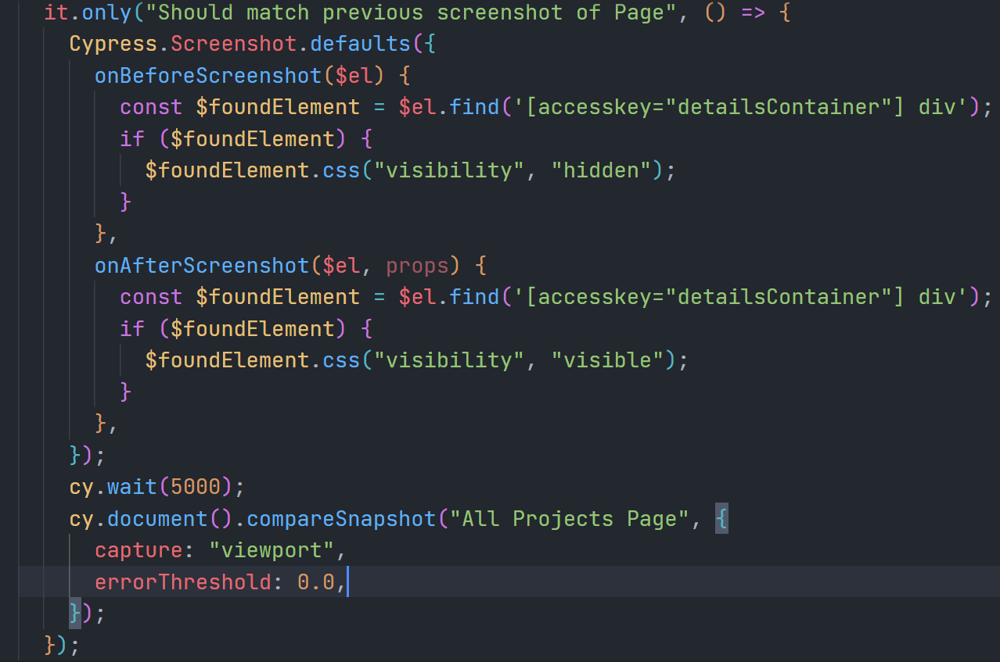 it.only("Should match previous screenshot of Page", () => {
Cypress.Screenshot.defaults({
onBeforeScreenshot($el) {
const $foundElement = $el.find('[accesskey="detailsContainer"] div');
if ($foundElement) {
$foundElement.css("visibility", "hidden");
}
},
onAfterScreenshot($el, props) {
const $foundElement = $el.find('[accesskey="detailsContainer"] div');
if ($foundElement) {
$foundElement.css("visibility", "visible");
}
},
});
cy.wait(5000);
cy.document().compareSnapshot("All Projects Page", {
capture: "viewport",
errorThreshold: 0.0,
});
});